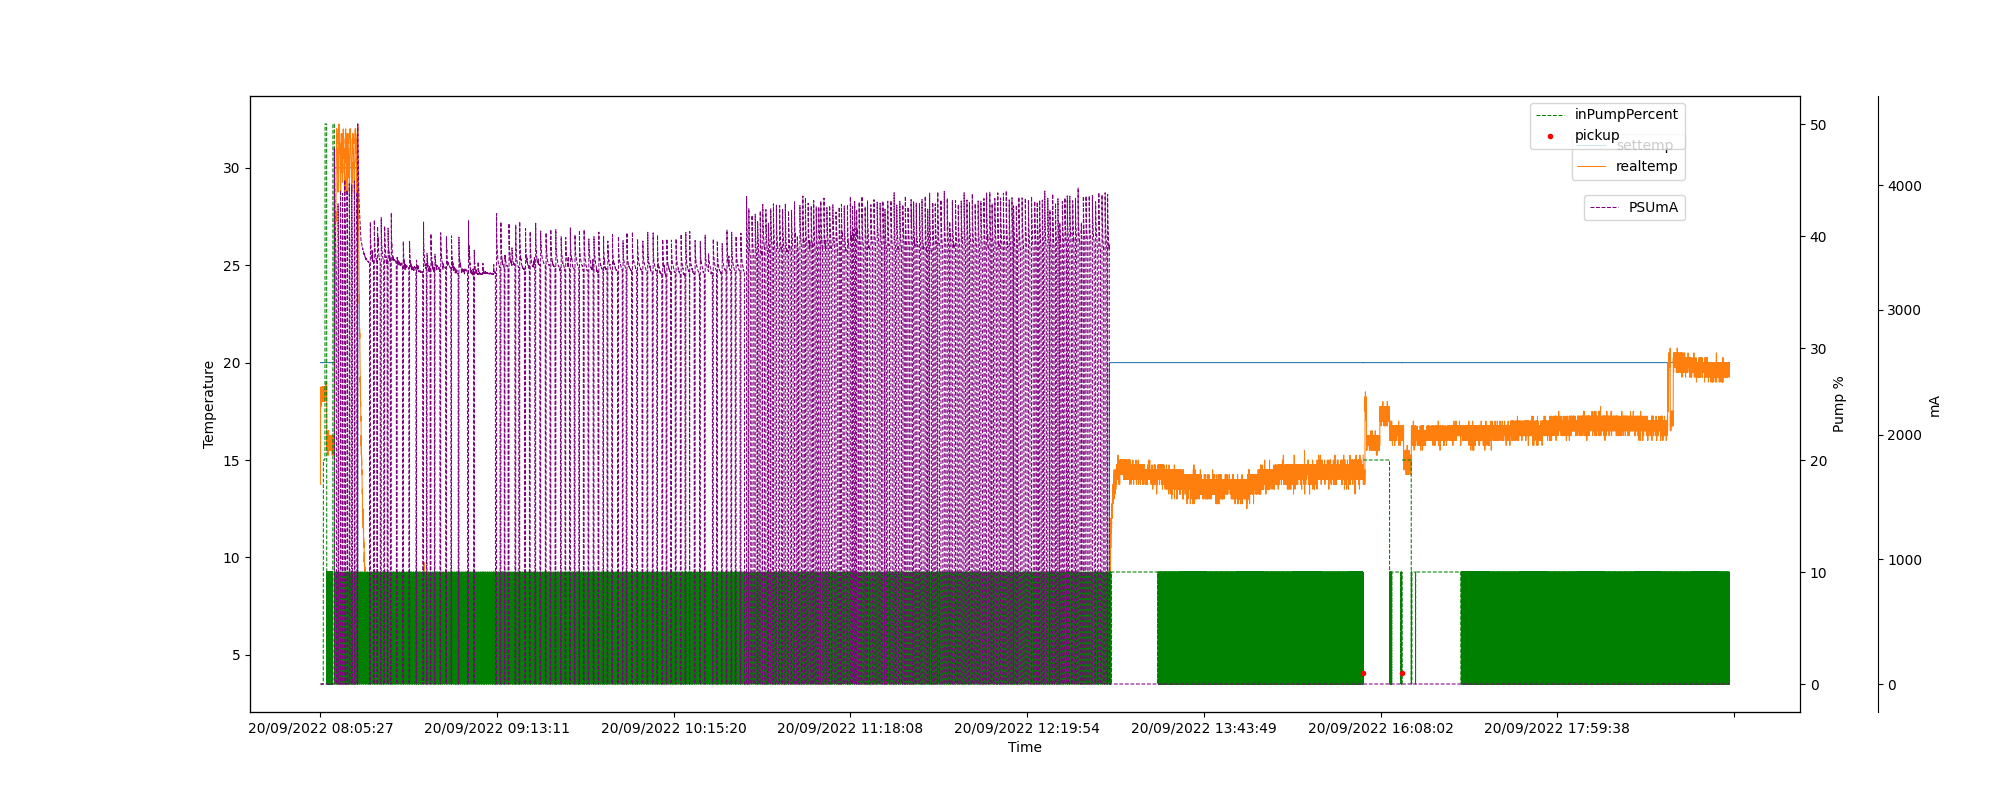 inPumpPercent
pickup
settemp
realtemp
PSUmA
30
25
20
15
10
5
Temperature
50
40
30
20
10
0
Pump %
4000
3000
2000
1000
0
mA
20/09/2022 08:05:27
20/09/2022 09:13:11
20/09/2022 10:15:20
20/09/2022 11:18:08
20/09/2022 12:19:54
20/09/2022 13:43:49
20/09/2022 16:08:02
20/09/2022 17:59:38
Time